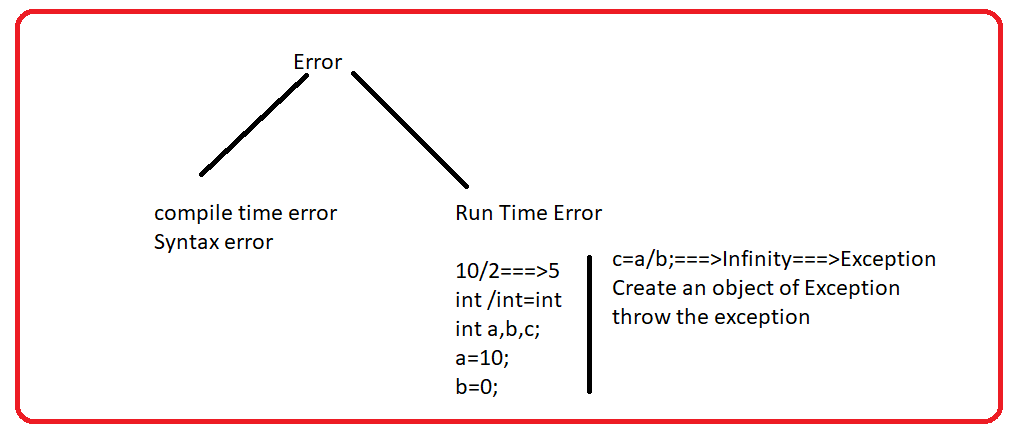 Error
compile time error
Syntax error
Run Time Error
10/2===>5
int /int=int
int a,b,c;
a=10;
b=0;
c=a/b;===>Infinity===>Exception
Create an object of Exception
throw the exception